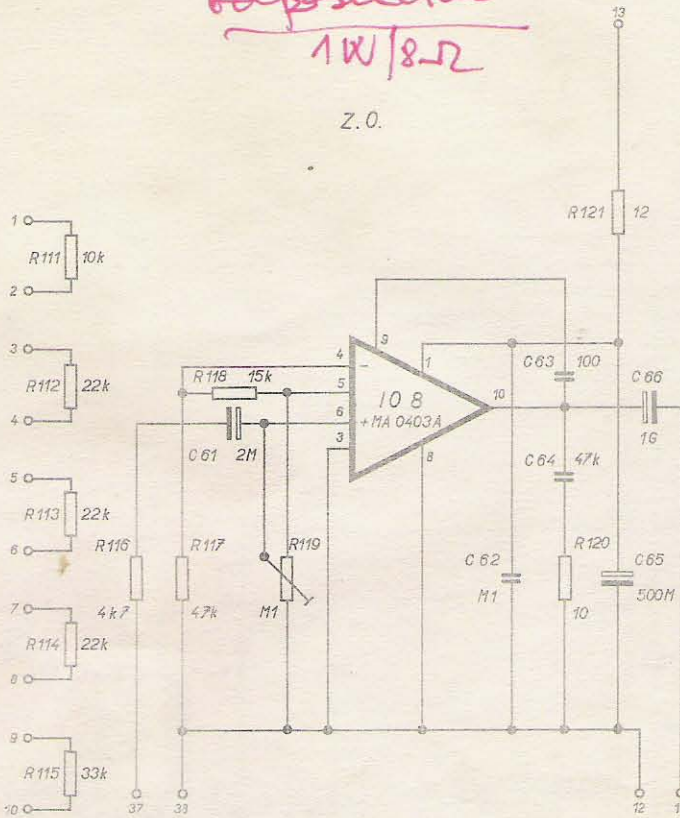 1W/8Ω
Z.O.
13
R121 12
1
R111 10k
2
3
R112 22k
4
5
R113 22k
6
7
R114 22k
8
9
R115 33k
10
R116
4k7
37
R117
47k
38
R118 15k
C61 2M
R119
M1
4
5
6
3
9
1
10
8
−
IO 8
+MA 0403A
C63 100
C64 47k
C62
M1
R120
10
C66
1G
C65
500M
12